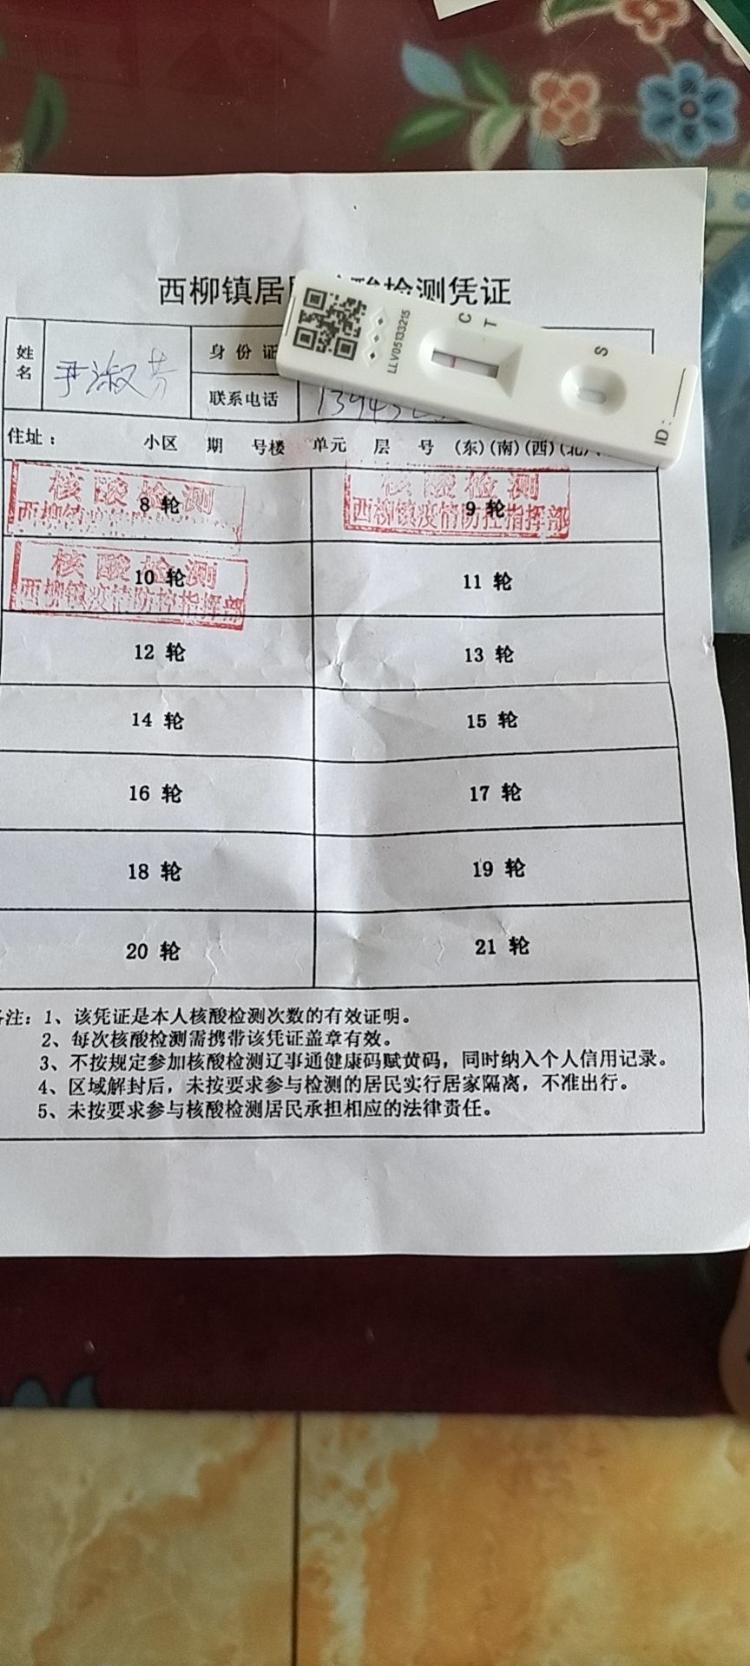 西柳镇居 检测凭证
姓名
尹淑芳
身份证
联系电话
LLV05133215
C
T
S
ID:
住址： 小区 期 号楼 单元 层 号 (东)(南)(西)(北)
核酸检测
西柳镇疫情防控指挥部
8 轮
核酸检测
西柳镇疫情防控指挥部
9 轮
核酸检测
西柳镇疫情防控指挥部
10 轮
11 轮
12 轮
13 轮
14 轮
15 轮
16 轮
17 轮
18 轮
19 轮
20 轮
21 轮
备注：1、该凭证是本人核酸检测次数的有效证明。
2、每次核酸检测需携带该凭证盖章有效。
3、不按规定参加核酸检测辽事通健康码赋黄码，同时纳入个人信用记录。
4、区域解封后，未按要求参与检测的居民实行居家隔离，不准出行。
5、未按要求参与核酸检测居民承担相应的法律责任。